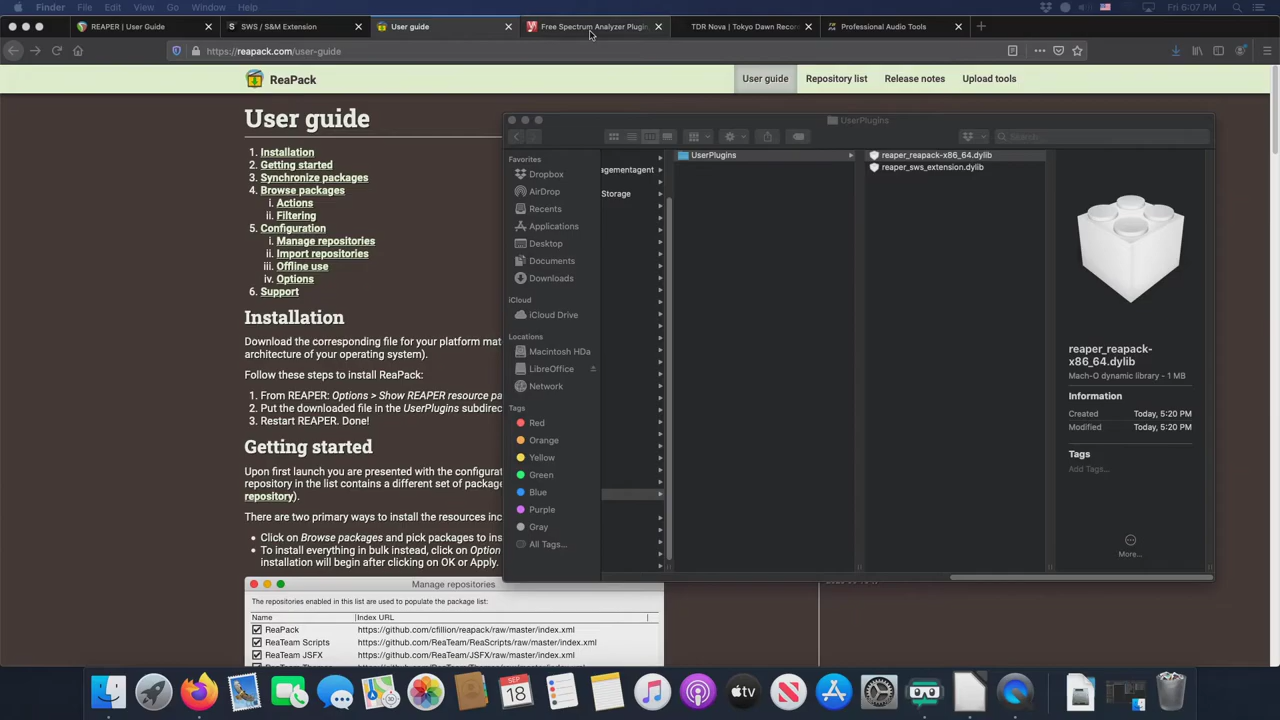 Finder File Edit View Go Window Help
Fri 6:07 PM
REAPER | User Guide
SWS / S&M Extension
User guide
Free Spectrum Analyzer Plugin
TDR Nova | Tokyo Dawn Record
Professional Audio Tools
https://reapack.com/user-guide
ReaPack
User guide
Repository list
Release notes
Upload tools
User guide
1. Installation
2. Getting started
3. Synchronize packages
4. Browse packages
i. Actions
ii. Filtering
5. Configuration
i. Manage repositories
ii. Import repositories
iii. Offline use
iv. Options
6. Support
Installation
Download the corresponding file for your platform mat
architecture of your operating system).
Follow these steps to install ReaPack:
1. From REAPER: Options > Show REAPER resource pa
2. Put the downloaded file in the UserPlugins subdirec
3. Restart REAPER. Done!
Getting started
Upon first launch you are presented with the configurat
repository in the list contains a different set of package
repository).
There are two primary ways to install the resources inc
• Click on Browse packages and pick packages to ins
• To install everything in bulk instead, click on Option
installation will begin after clicking on OK or Apply.
Manage repositories
The repositories enabled in this list are used to populate the package list:
Name Index URL
ReaPack https://github.com/cfillion/reapack/raw/master/index.xml
ReaTeam Scripts https://github.com/ReaTeam/ReaScripts/raw/master/index.xml
ReaTeam JSFX https://github.com/ReaTeam/JSFX/raw/master/index.xml
UserPlugins
Search
Favorites
Dropbox
AirDrop
Recents
Applications
Desktop
Documents
Downloads
iCloud
iCloud Drive
Locations
Macintosh HDa
LibreOffice
Network
Tags
Red
Orange
Yellow
Green
Blue
Purple
Gray
All Tags...
agementagent
Storage
UserPlugins
reaper_reapack-x86_64.dylib
reaper_sws_extension.dylib
reaper_reapack-
x86_64.dylib
Mach-O dynamic library - 1 MB
Information
Created Today, 5:20 PM
Modified Today, 5:20 PM
Tags
Add Tags...
More...
SEP
18